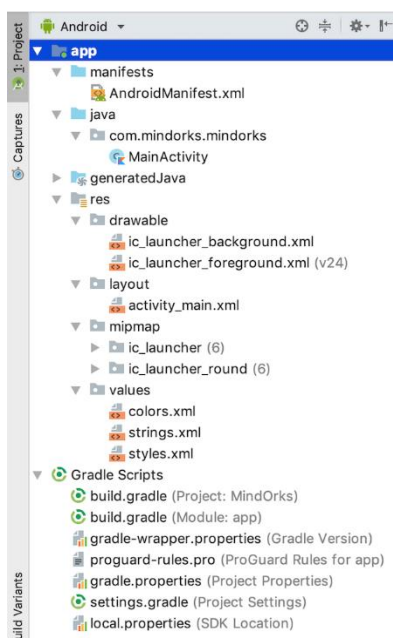 Android
1: Project
app
manifests
AndroidManifest.xml
java
com.mindorks.mindorks
MainActivity
Captures
generatedJava
res
drawable
ic_launcher_background.xml
ic_launcher_foreground.xml (v24)
layout
activity_main.xml
mipmap
ic_launcher (6)
ic_launcher_round (6)
values
colors.xml
strings.xml
styles.xml
Gradle Scripts
build.gradle (Project: MindOrks)
build.gradle (Module: app)
gradle-wrapper.properties (Gradle Version)
proguard-rules.pro (ProGuard Rules for app)
gradle.properties (Project Properties)
settings.gradle (Project Settings)
local.properties (SDK Location)
uild Variants